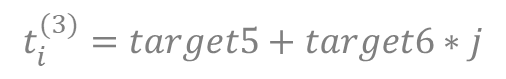 t_i^{(3)} = target5 + target6 * j